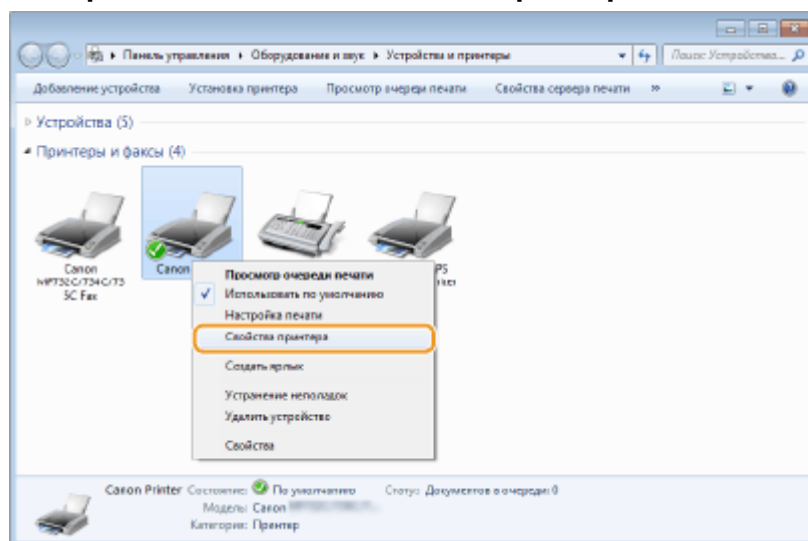 Панель управления ▸ Оборудование и звук ▸ Устройства и принтеры
Поиск: Устройства...
Добавление устройства Установка принтера Просмотр очереди печати Свойства сервера печати »
Устройства (5)
Принтеры и факсы (4)
Canon
MF732C/734C/73
5C Fax
Canon
PS
Просмотр очереди печати
Использовать по умолчанию
Настройка печати
Свойства принтера
Создать ярлык
Устранение неполадок
Удалить устройство
Свойства
Canon Printer Состояние: По умолчанию Статус: Документов в очереди: 0
Модель: Canon
Категория: Принтер